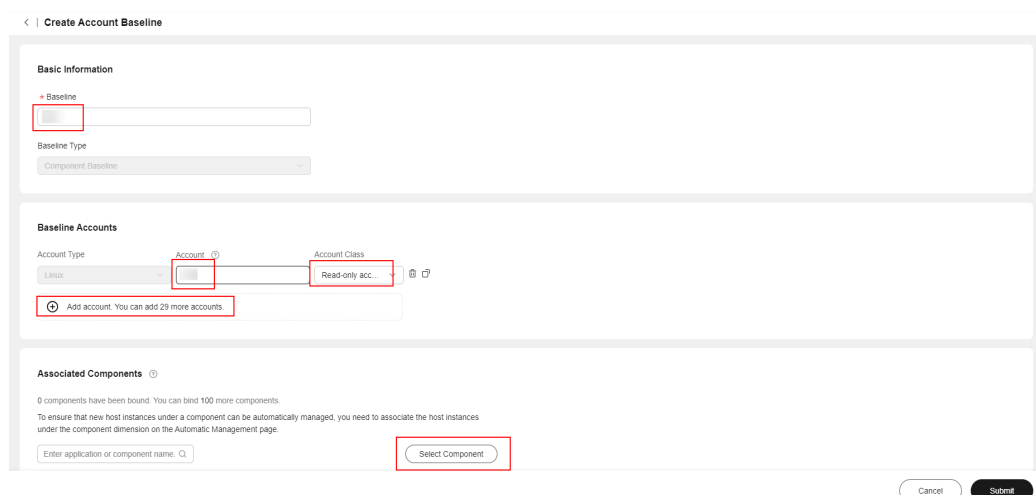 < | Create Account Baseline
Basic Information
* Baseline
Baseline Type
Component Baseline
Baseline Accounts
Account Type Account ? Account Class
Linux Read-only acc...
Add account. You can add 29 more accounts.
Associated Components ?
0 components have been bound. You can bind 100 more components.
To ensure that new host instances under a component can be automatically managed, you need to associate the host instances
under the component dimension on the Automatic Management page.
Enter application or component name. Select Component
Cancel Submit